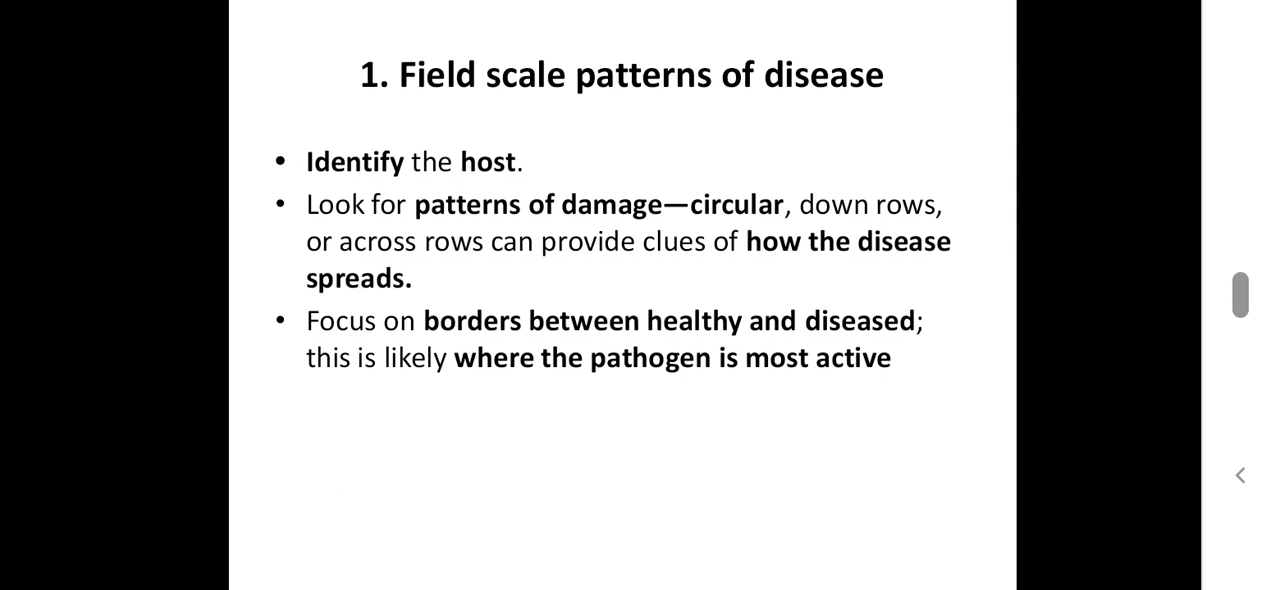 1. Field scale patterns of disease
• Identify the host.
• Look for patterns of damage—circular, down rows,
or across rows can provide clues of how the disease
spreads.
• Focus on borders between healthy and diseased;
this is likely where the pathogen is most active